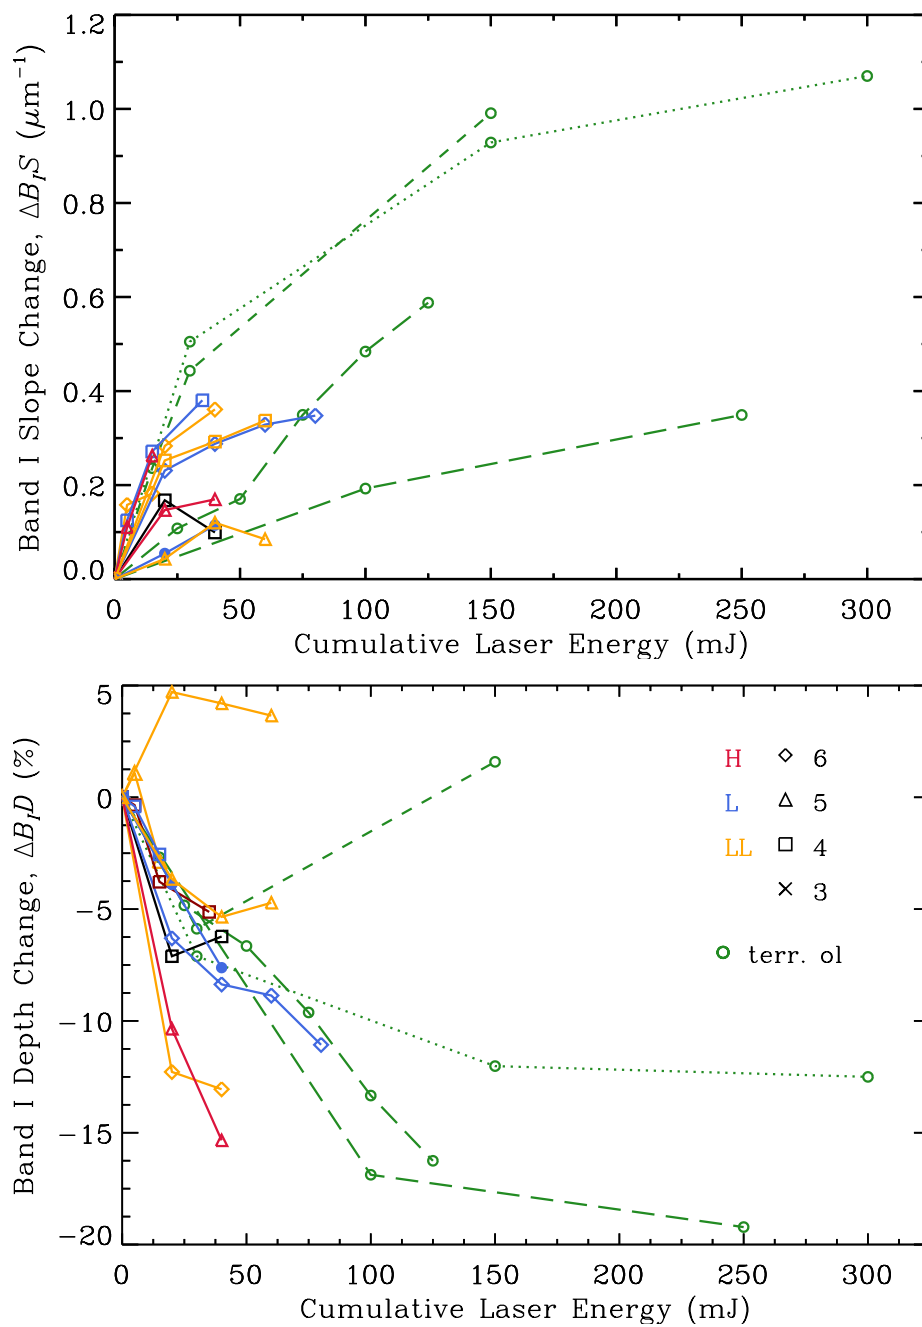 1.2
1.0
0.8
0.6
0.4
0.2
0.0
Band I Slope Change, ΔB_IS (μm⁻¹)
0 50 100 150 200 250 300
Cumulative Laser Energy (mJ)
5
0
−5
−10
−15
−20
Band I Depth Change, ΔB_ID (%)
H 6
L 5
LL 4
3
terr. ol
0 50 100 150 200 250 300
Cumulative Laser Energy (mJ)